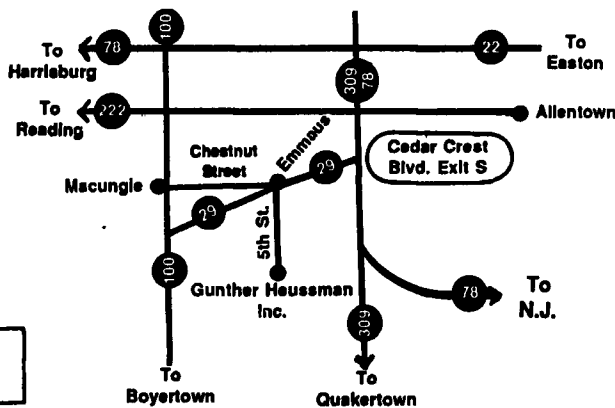 100
To
Harrisburg
78
22
To
Easton
309
78
To
Reading
222
Allentown
Chestnut
Street
Emmaus
29
Cedar Crest
Blvd. Exit S
Macungie
29
5th St.
100
Gunther Heussman
Inc.
78
To
N.J.
309
To
Boyertown
To
Quakertown